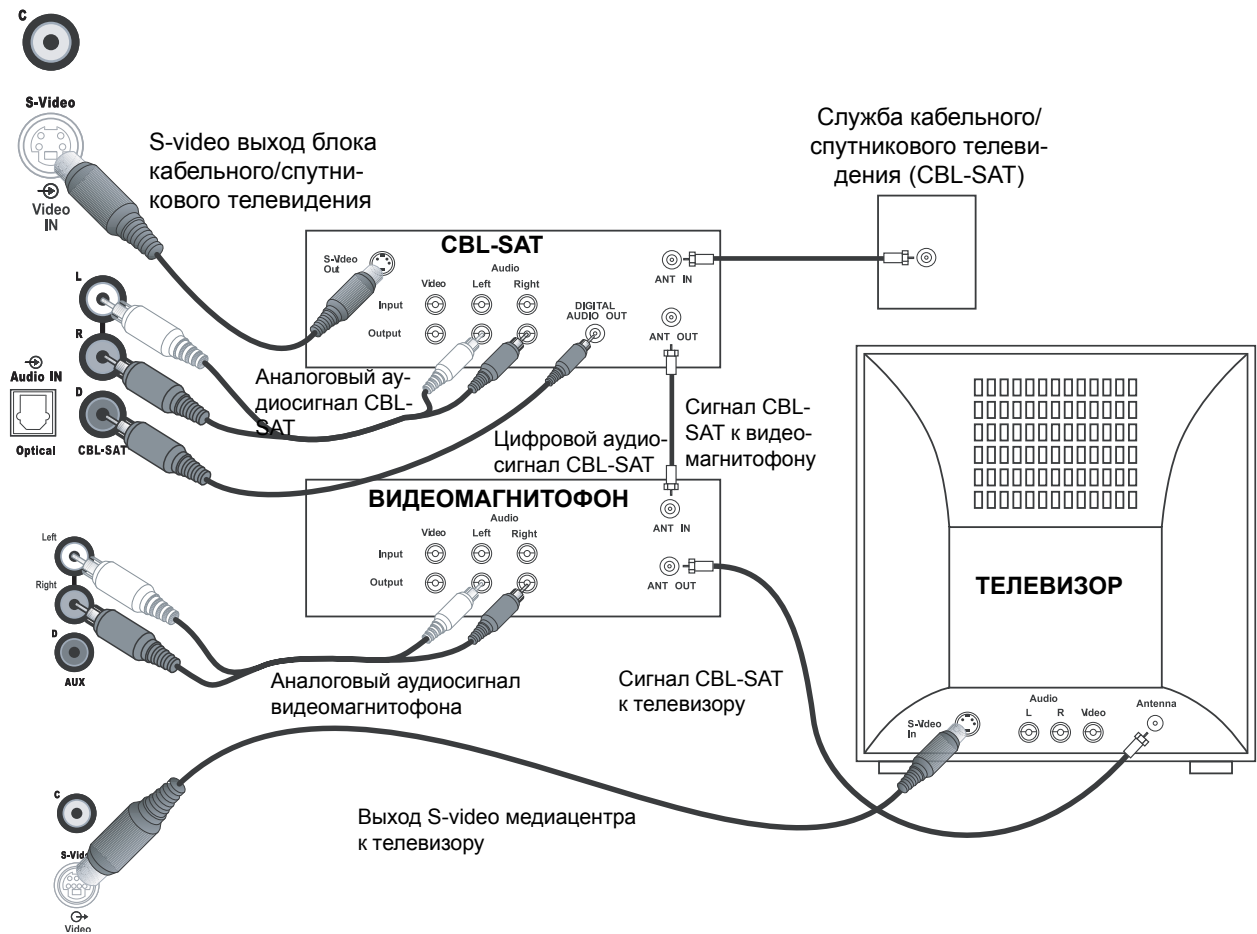 C
S-Video
Video
IN
S-video выход блока
кабельного/спутни-
кового телевидения
Служба кабельного/
спутникового телеви-
дения (CBL-SAT)
CBL-SAT
S-Video
Out
Audio
Video Left Right
Input
Output
DIGITAL
AUDIO OUT
ANT IN
ANT OUT
L
R
Audio IN
D
Optical
CBL-SAT
Аналоговый ау-
диосигнал CBL-
SAT
Цифровой аудио-
сигнал CBL-SAT
Сигнал CBL-
SAT к видео-
магнитофону
ВИДЕОМАГНИТОФОН
Audio
Video Left Right
Input
Output
ANT IN
ANT OUT
Left
Right
D
AUX
Аналоговый аудиосигнал
видеомагнитофона
Сигнал CBL-SAT
к телевизору
ТЕЛЕВИЗОР
Audio
L R Video
S-Video
In
Antenna
C
S-Video
Video
Выход S-video медиацентра
к телевизору